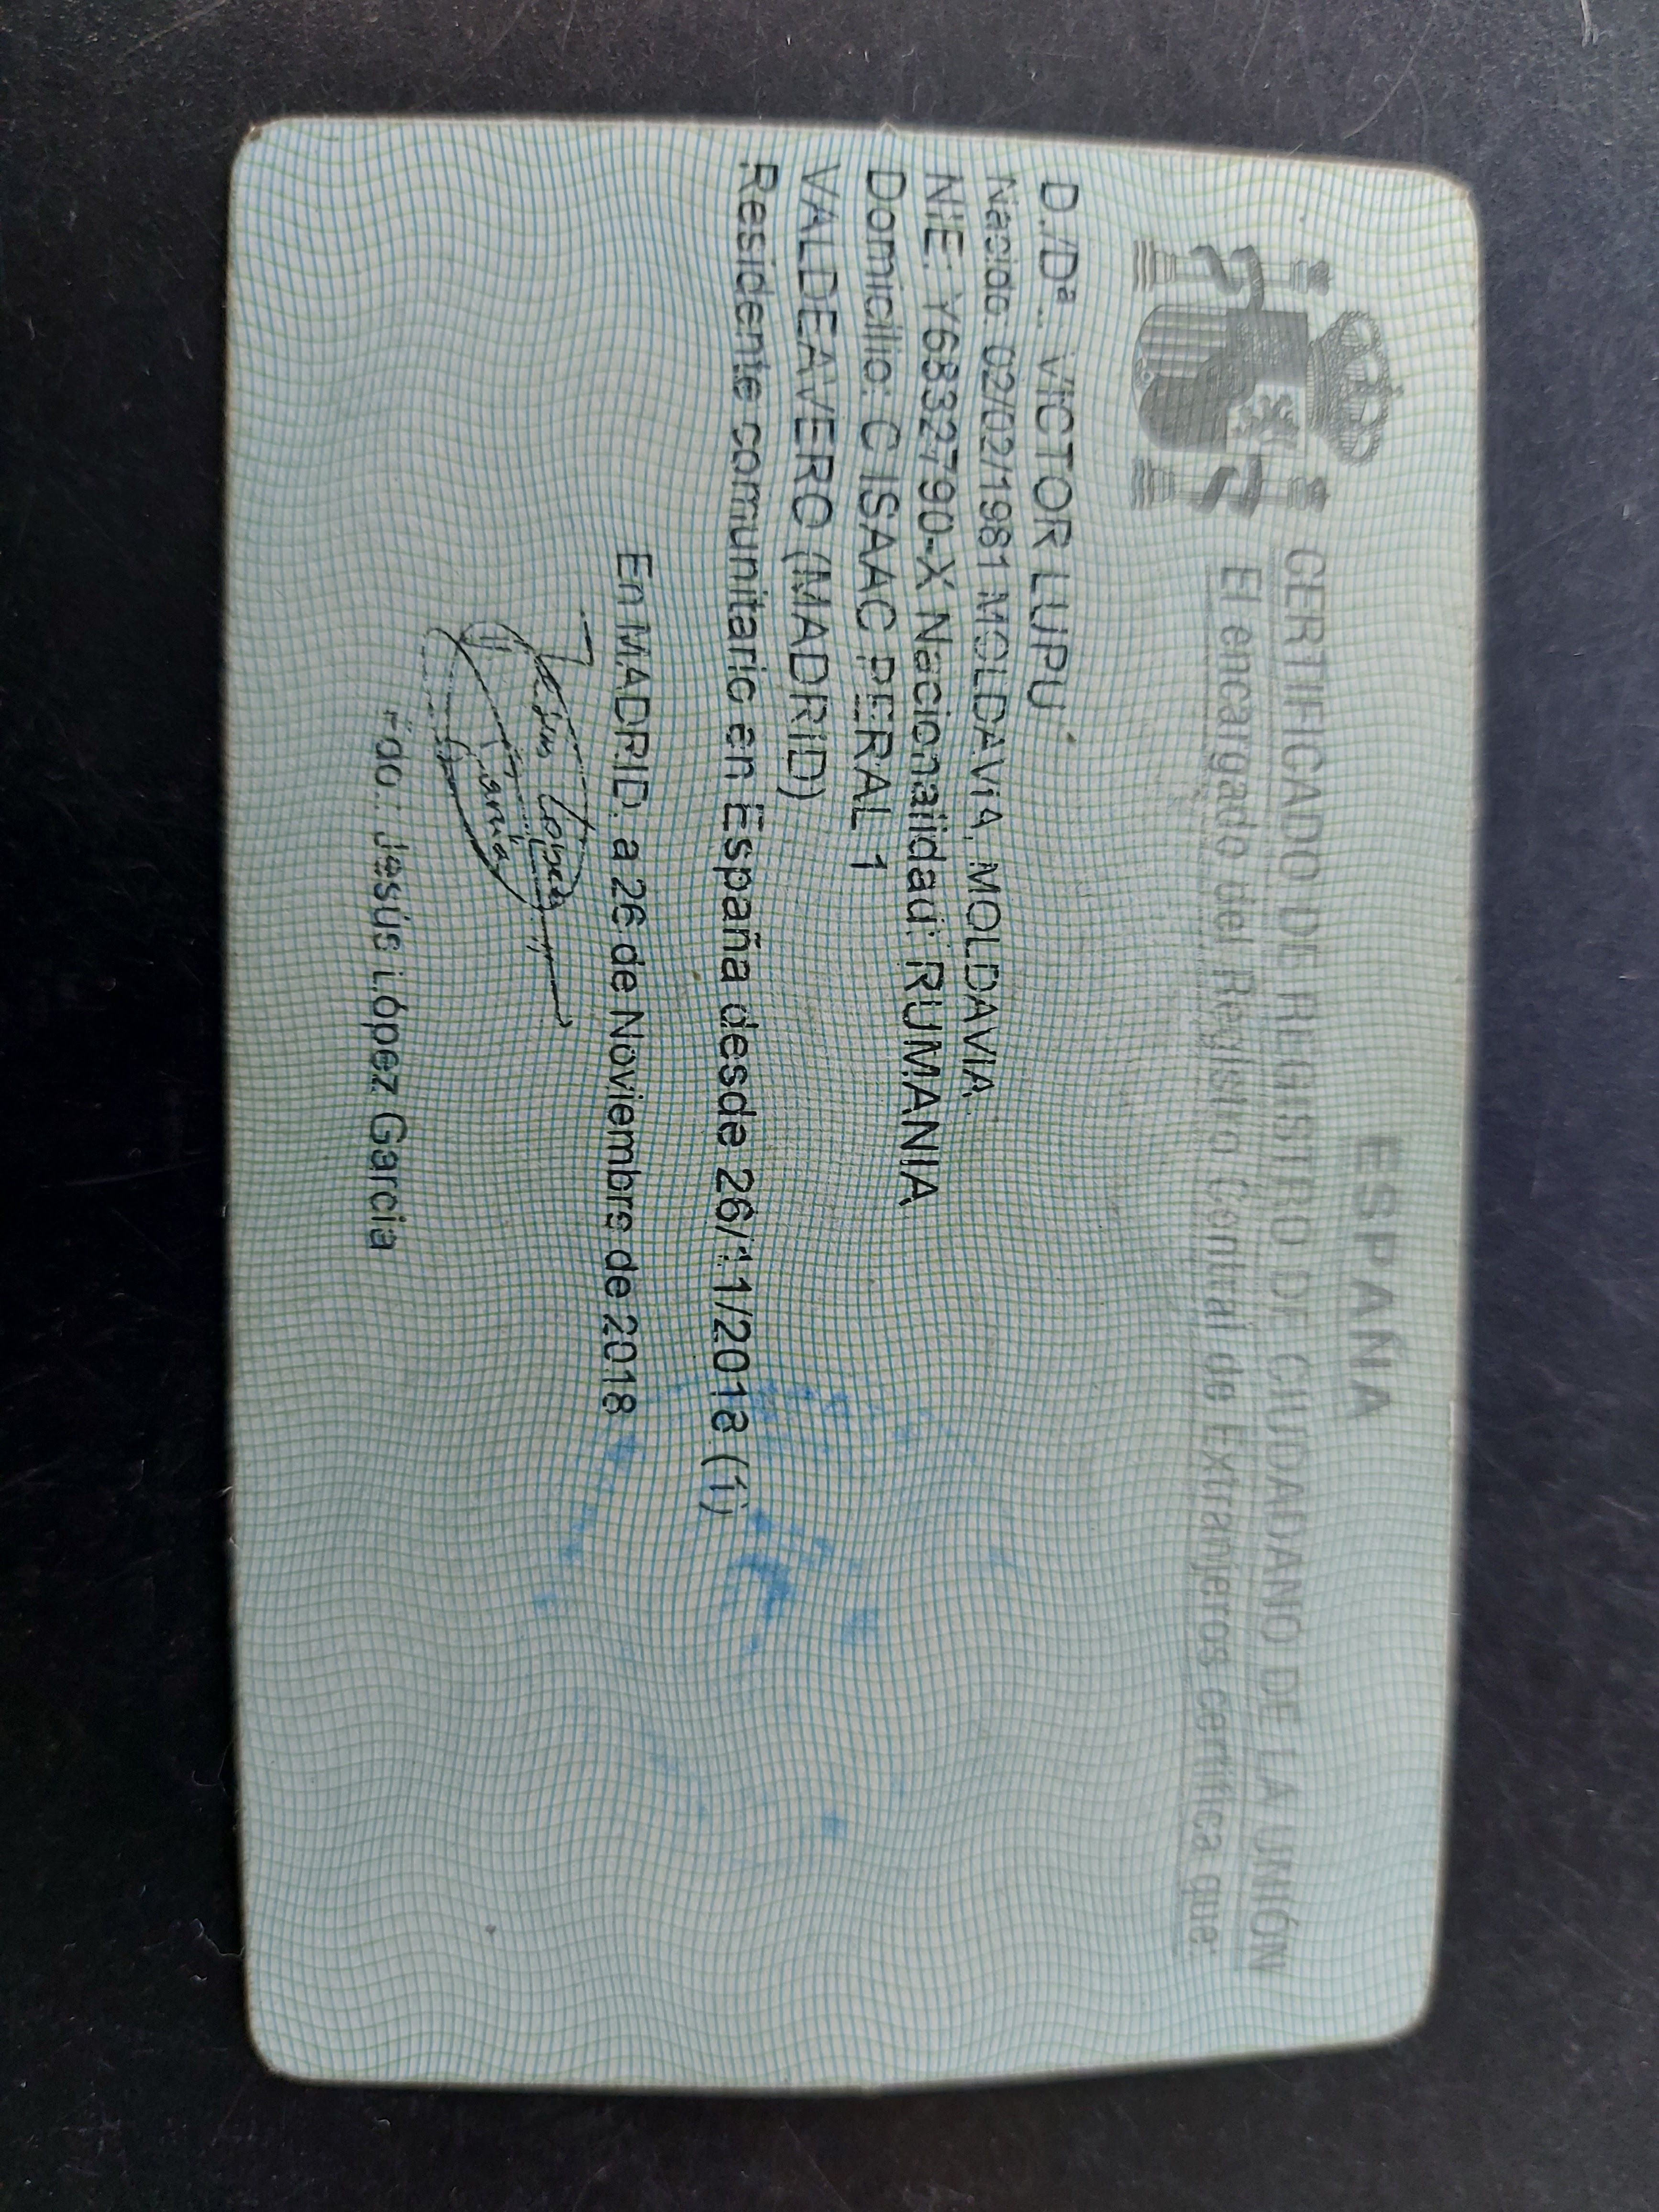 ESPAÑA
CERTIFICADO DE REGISTRO DE CIUDADANO DE LA UNIÓN
El encargado del Registro Central de Extranjeros certifica que:
D./Dª.: VICTOR LUPU
Nacido: 02/02/1981 MOLDAVIA, MOLDAVIA
NIE: Y6832790-X Nacionalidad: RUMANIA
Domicilio: C ISAAC PERAL 1
VALDEAVERO (MADRID)
Residente comunitario en España desde 26/11/2018 (1)
En MADRID, a 26 de Noviembre de 2018
Jesús López
García
Fdo.: Jesús López García